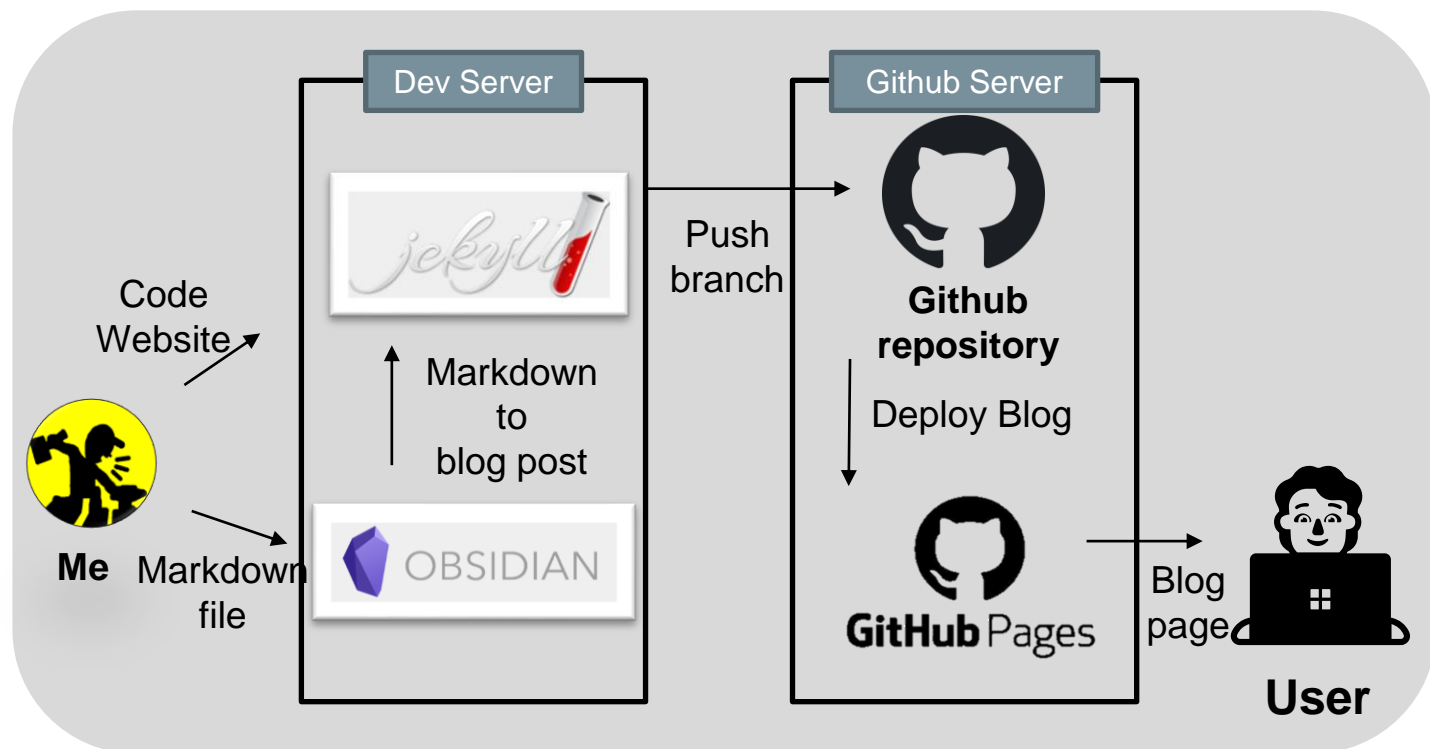 Dev Server
Github Server
jekyll
Push
branch
Github
repository
Code
Website
Markdown
to
blog post
Deploy Blog
Me
Markdown
file
OBSIDIAN
GitHub Pages
Blog
page
User